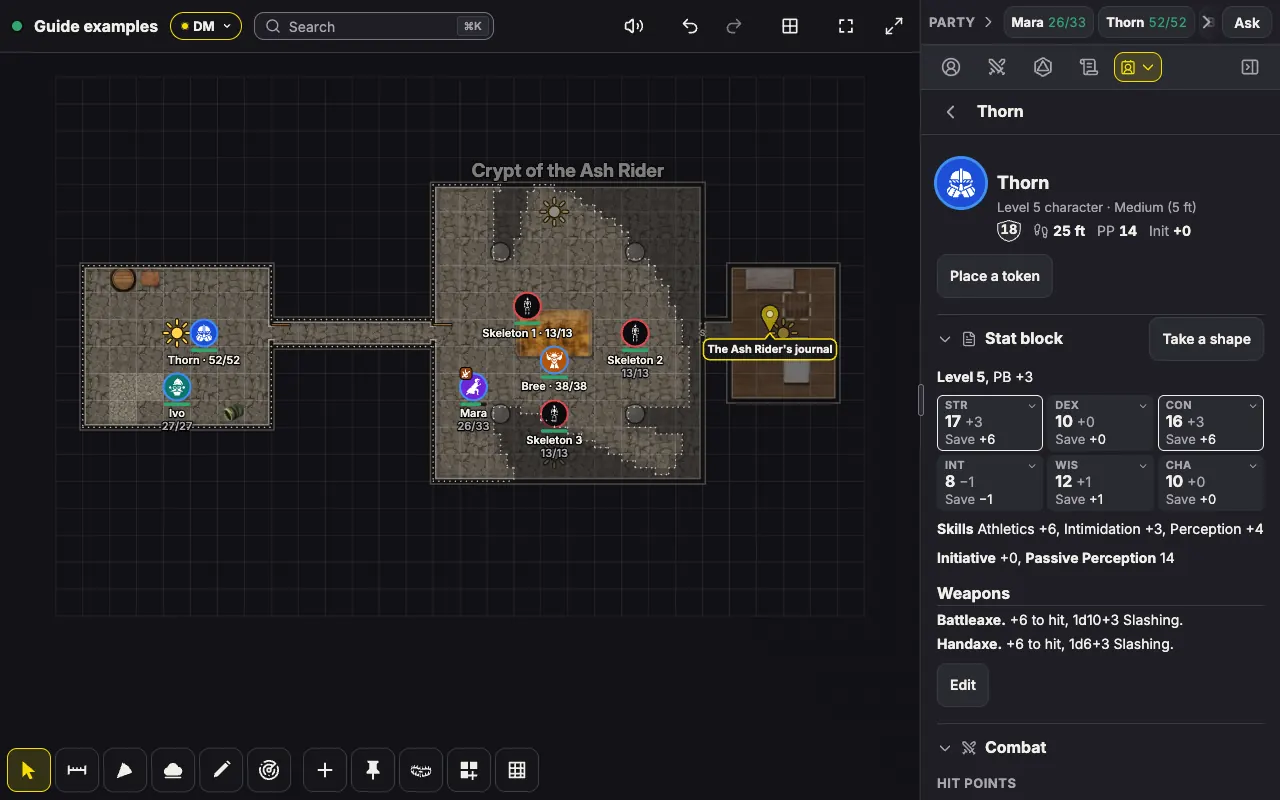 Guide examples
DM
Search
⌘K
PARTY
Mara 26/33
Thorn 52/52
Ask
Thorn
Thorn
Level 5 character · Medium (5 ft)
18
25 ft
PP 14
Init +0
Place a token
Stat block
Take a shape
Level 5, PB +3
STR
17 +3
Save +6
DEX
10 +0
Save +0
CON
16 +3
Save +6
INT
8 −1
Save −1
WIS
12 +1
Save +1
CHA
10 +0
Save +0
Skills Athletics +6, Intimidation +3, Perception +4
Initiative +0, Passive Perception 14
Weapons
Battleaxe. +6 to hit, 1d10+3 Slashing.
Handaxe. +6 to hit, 1d6+3 Slashing.
Edit
Combat
HIT POINTS
Crypt of the Ash Rider
Skeleton 1 · 13/13
Thorn · 52/52
Skeleton 2
13/13
The Ash Rider's journal
Bree · 38/38
Ivo
27/27
Mara
26/33
Skeleton 3
13/13
S